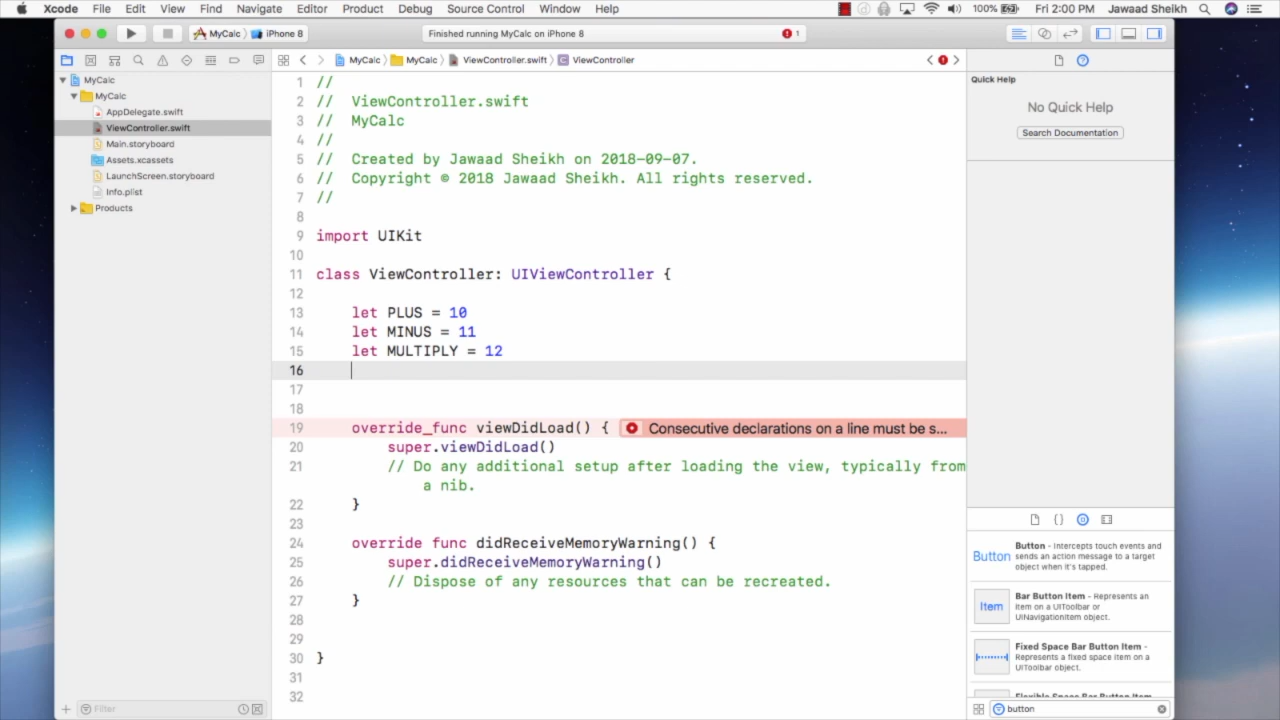 Xcode File Edit View Find Navigate Editor Product Debug Source Control Window Help 100% Fri 2:00 PM Jawaad Sheikh
MyCalc iPhone 8 Finished running MyCalc on iPhone 8 1
MyCalc MyCalc ViewController.swift C ViewController
MyCalc
MyCalc
AppDelegate.swift
ViewController.swift
Main.storyboard
Assets.xcassets
LaunchScreen.storyboard
Info.plist
Products
Filter
1 //
2 // ViewController.swift
3 // MyCalc
4 //
5 // Created by Jawaad Sheikh on 2018-09-07.
6 // Copyright © 2018 Jawaad Sheikh. All rights reserved.
7 //
8
9 import UIKit
10
11 class ViewController: UIViewController {
12
13 let PLUS = 10
14 let MINUS = 11
15 let MULTIPLY = 12
16
17
18
19 override_func viewDidLoad() { Consecutive declarations on a line must be s...
20 super.viewDidLoad()
21 // Do any additional setup after loading the view, typically from
a nib.
22 }
23
24 override func didReceiveMemoryWarning() {
25 super.didReceiveMemoryWarning()
26 // Dispose of any resources that can be recreated.
27 }
28
29
30 }
31
32
Quick Help
No Quick Help
Search Documentation
{ }
Button
Button - Intercepts touch events and
sends an action message to a target
object when it's tapped.
Item
Bar Button Item - Represents an
item on a UIToolbar or
UINavigationItem object.
Fixed Space Bar Button Item -
Represents a fixed space item on a
UIToolbar object.
Flexible Space Bar Button Item
button